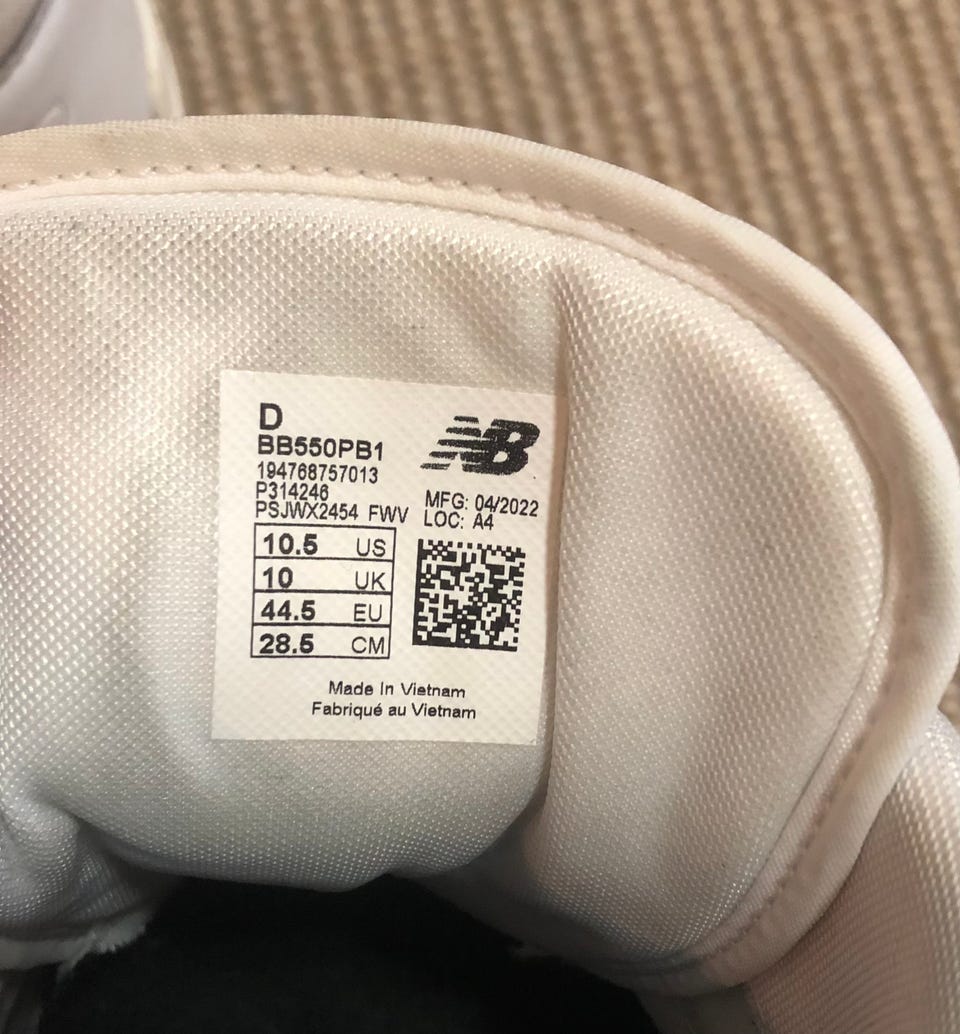 D
BB550PB1
194768757013
P314246
PSJWX2454 FWV
NB
MFG: 04/2022
LOC: A4
10.5 US
10 UK
44.5 EU
28.5 CM
Made In Vietnam
Fabriqué au Vietnam